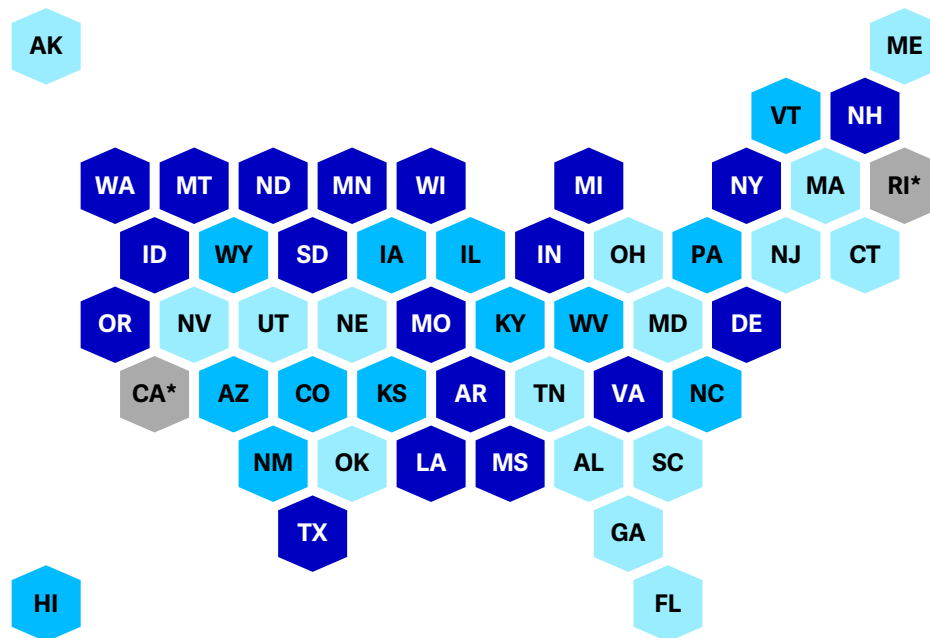 AK ME
VT NH
WA MT ND MN WI MI NY MA RI*
ID WY SD IA IL IN OH PA NJ CT
OR NV UT NE MO KY WV MD DE
CA* AZ CO KS AR TN VA NC
NM OK LA MS AL SC
TX GA
HI FL